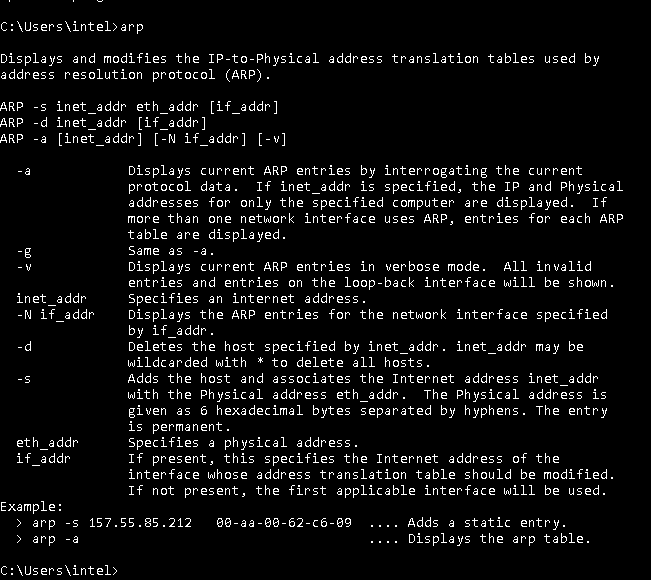 C:\Users\intel>arp
Displays and modifies the IP-to-Physical address translation tables used by
address resolution protocol (ARP).
ARP -s inet_addr eth_addr [if_addr]
ARP -d inet_addr [if_addr]
ARP -a [inet_addr] [-N if_addr] [-v]
-a Displays current ARP entries by interrogating the current
protocol data. If inet_addr is specified, the IP and Physical
addresses for only the specified computer are displayed. If
more than one network interface uses ARP, entries for each ARP
table are displayed.
-g Same as -a.
-v Displays current ARP entries in verbose mode. All invalid
entries and entries on the loop-back interface will be shown.
inet_addr Specifies an internet address.
-N if_addr Displays the ARP entries for the network interface specified
by if_addr.
-d Deletes the host specified by inet_addr. inet_addr may be
wildcarded with * to delete all hosts.
-s Adds the host and associates the Internet address inet_addr
with the Physical address eth_addr. The Physical address is
given as 6 hexadecimal bytes separated by hyphens. The entry
is permanent.
eth_addr Specifies a physical address.
if_addr If present, this specifies the Internet address of the
interface whose address translation table should be modified.
If not present, the first applicable interface will be used.
Example:
> arp -s 157.55.85.212 00-aa-00-62-c6-09 .... Adds a static entry.
> arp -a .... Displays the arp table.
C:\Users\intel>